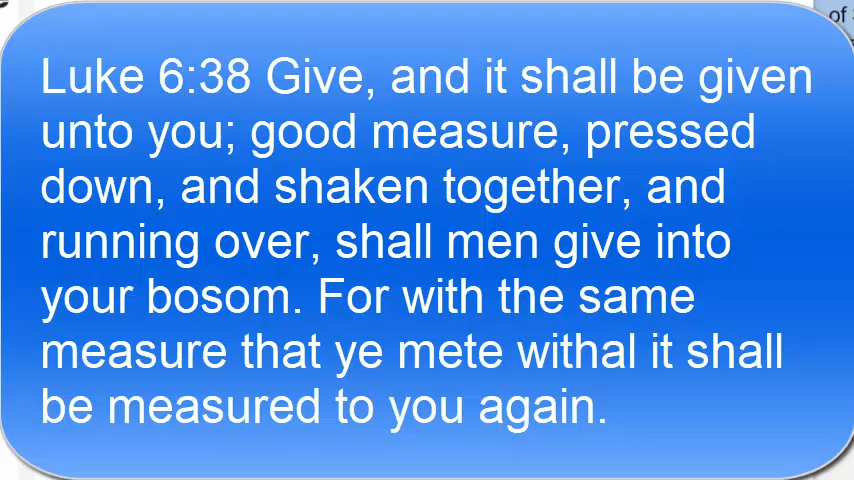 of
Luke 6:38 Give, and it shall be given
unto you; good measure, pressed
down, and shaken together, and
running over, shall men give into
your bosom. For with the same
measure that ye mete withal it shall
be measured to you again.